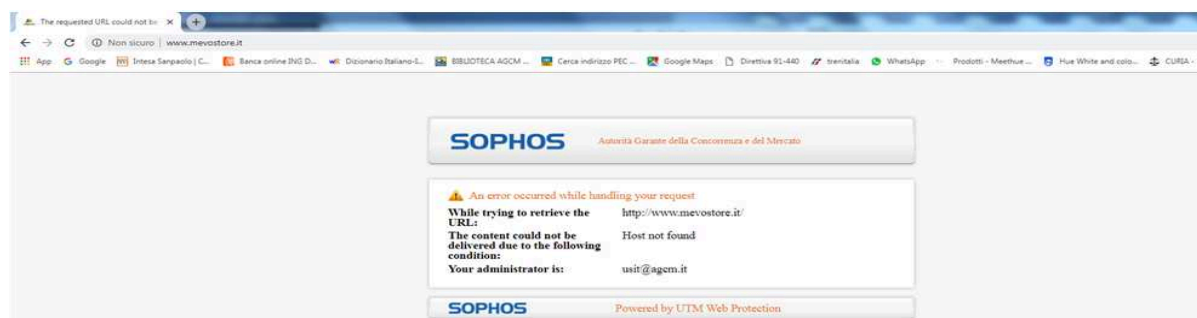 The requested URL could not be
Non sicuro | www.mevostore.it
App Google Intesa Sanpaolo | C... Banca online ING D... Dizionario Italiano-L... BIBLIOTECA AGCM ... Cerca indirizzo PEC ... Google Maps Direttiva 91-440 trenitalia WhatsApp Prodotti - Meethue ... Hue White and colo... CURIA -
SOPHOS Autorità Garante della Concorrenza e del Mercato
An error occurred while handling your request
While trying to retrieve the URL: http://www.mevostore.it/
The content could not be delivered due to the following condition: Host not found
Your administrator is: usit@agcm.it
SOPHOS Powered by UTM Web Protection